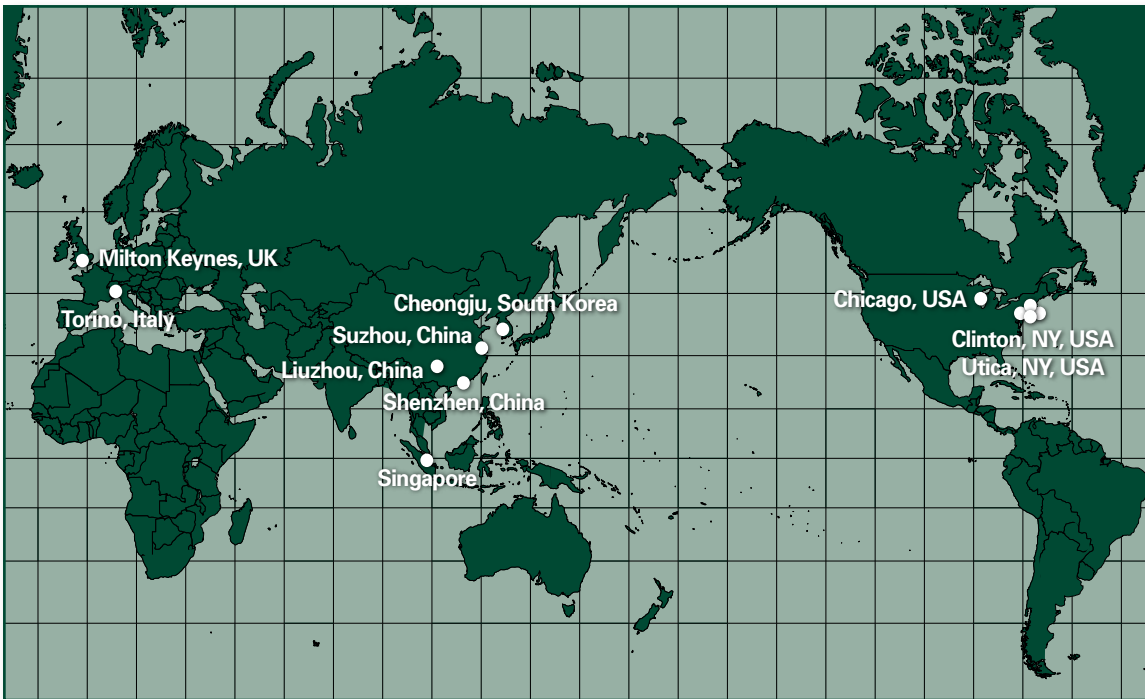 Milton Keynes, UK
Torino, Italy
Cheongju, South Korea
Suzhou, China
Liuzhou, China
Shenzhen, China
Singapore
Chicago, USA
Clinton, NY, USA
Utica, NY, USA